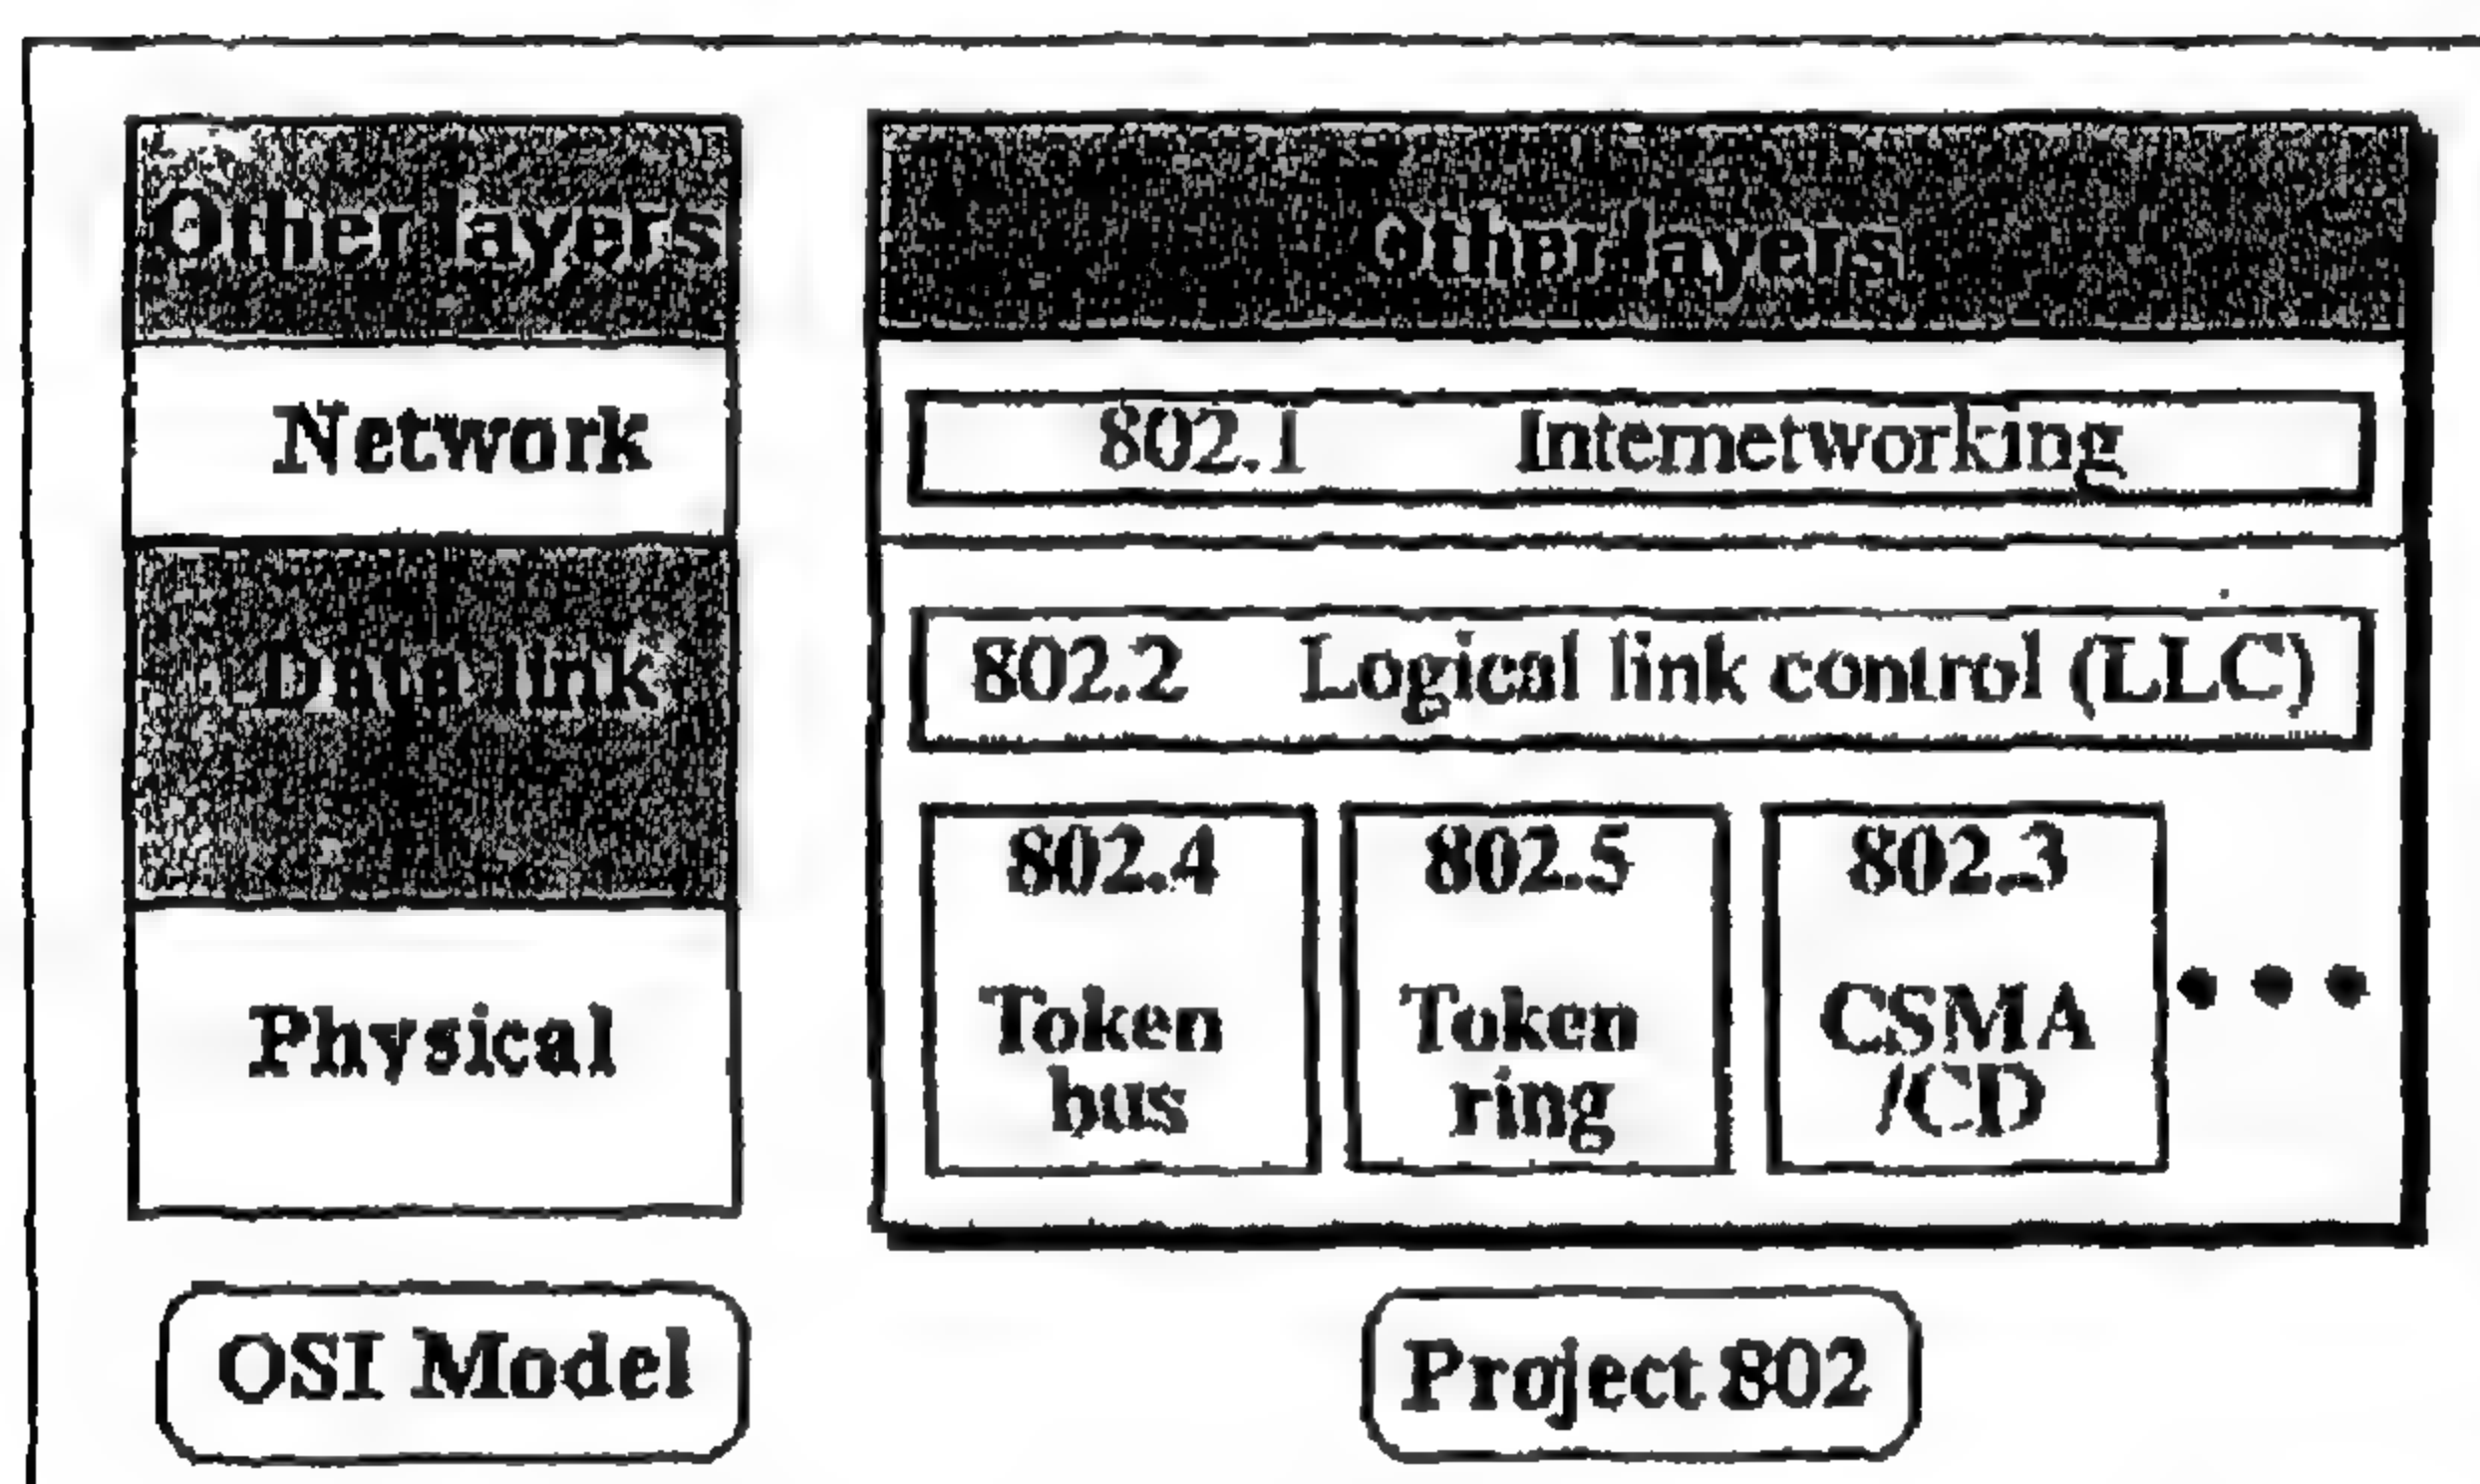 Other layers
Network
Data link
Physical
OSI Model
Other layers
802.1 Internetworking
802.2 Logical link control (LLC)
802.4
Token
bus
802.5
Token
ring
802.3
CSMA
/CD
Project 802